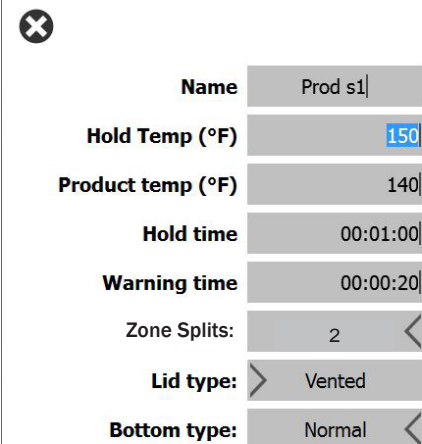 Name Prod s1
Hold Temp (°F) 150
Product temp (°F) 140
Hold time 00:01:00
Warning time 00:00:20
Zone Splits: 2
Lid type: Vented
Bottom type: Normal